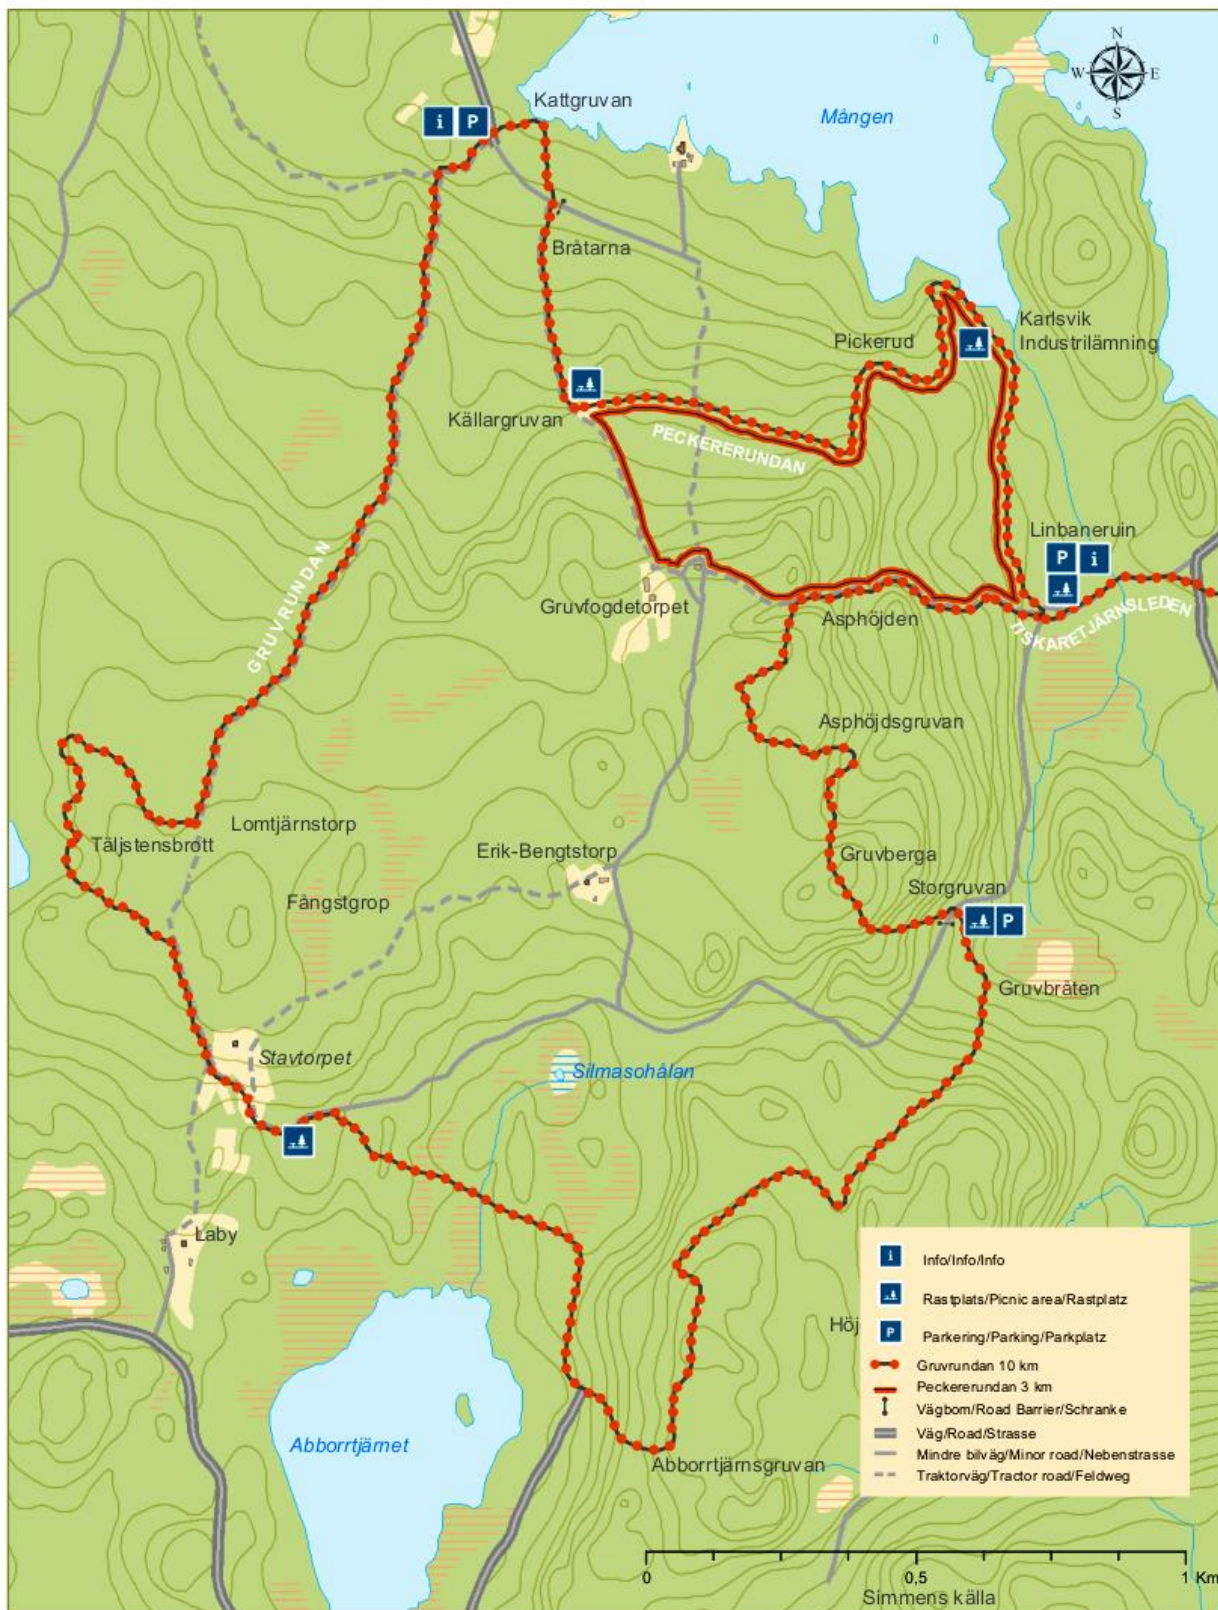 N
W E
S
Kattgruvan
i P
Mången
Bråtarna
Karlsvik
Industrilämning
Pickerud
Källargruvan
PECKERERUNDAN
GRUVRUNDAN
Linbaneruin
P i
Gruvfogdetorpet
Asphöjden
TISKARETJÄRNSLEDEN
Asphöjdsgruvan
Lomtjärnstorp
Täljstensbrott
Erik-Bengtstorp
Gruvberga
Storgruvan
P
Fångstgrop
Gruvbråten
Stavtorpet
Silmasohålan
Laby
Abborrtjärnet
Abborrtjärnsgruvan
Höj
i Info/Info/Info
Rastplats/Picnic area/Rastplatz
P Parkering/Parking/Parkplatz
Gruvrundan 10 km
Peckererundan 3 km
Vägbom/Road Barrier/Schranke
Väg/Road/Strasse
Mindre bilväg/Minor road/Nebenstrasse
Traktorväg/Tractor road/Feldweg
0 0,5 1 Km
Simmens källa